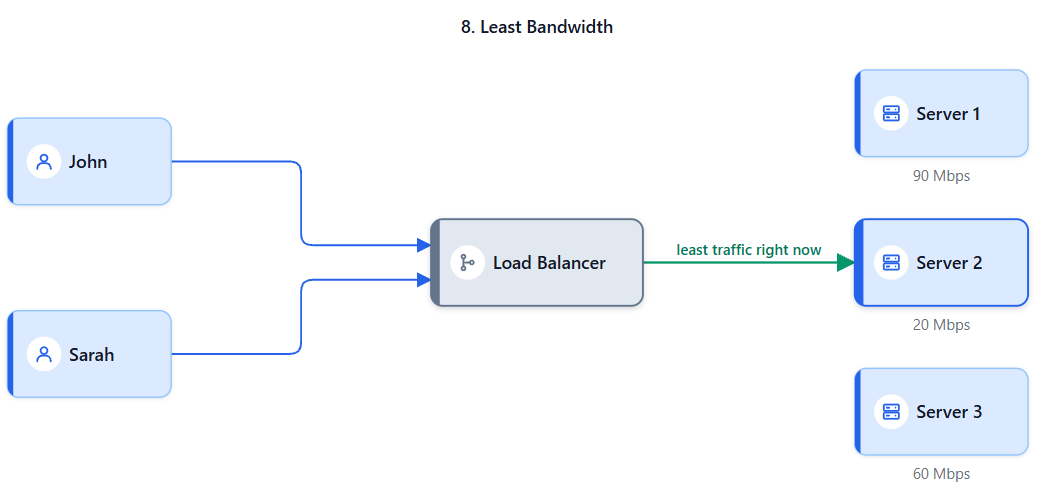 8. Least Bandwidth
John
Sarah
Load Balancer
least traffic right now
Server 1
90 Mbps
Server 2
20 Mbps
Server 3
60 Mbps